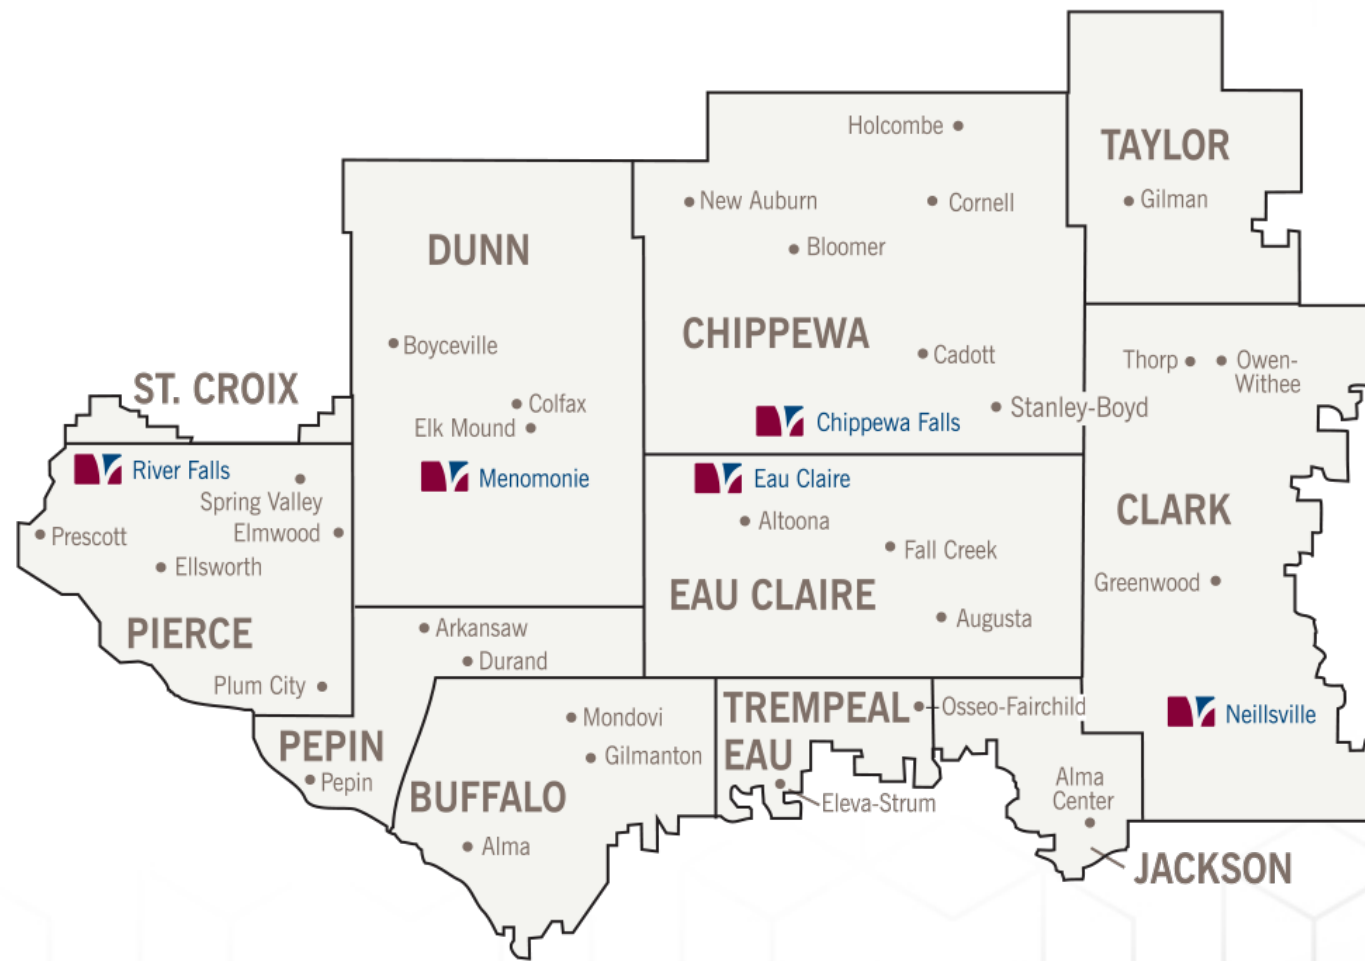 Holcombe
TAYLOR
New Auburn
Cornell
Gilman
DUNN
Bloomer
CHIPPEWA
Boyceville
Cadott
Thorp
Owen-
Withee
ST. CROIX
Colfax
Stanley-Boyd
Elk Mound
Chippewa Falls
River Falls
Menomonie
Eau Claire
Spring Valley
CLARK
Prescott
Elmwood
Altoona
Fall Creek
Ellsworth
Greenwood
EAU CLAIRE
Augusta
PIERCE
Arkansaw
Durand
Plum City
Mondovi
TREMPEAL
EAU
Osseo-Fairchild
Neillsville
PEPIN
Gilmanton
Pepin
BUFFALO
Eleva-Strum
Alma
Center
Alma
JACKSON